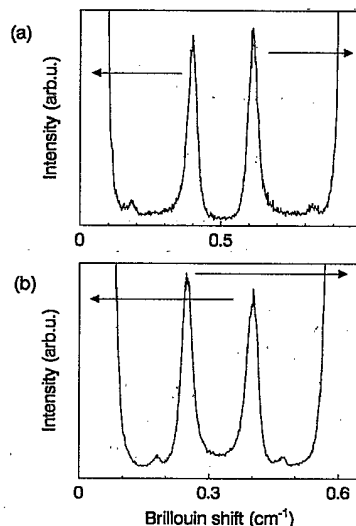 (a)
Intensity (arb.u.)
0 0.5
(b)
Intensity (arb.u.)
0 0.3 0.6
Brillouin shift (cm⁻¹)